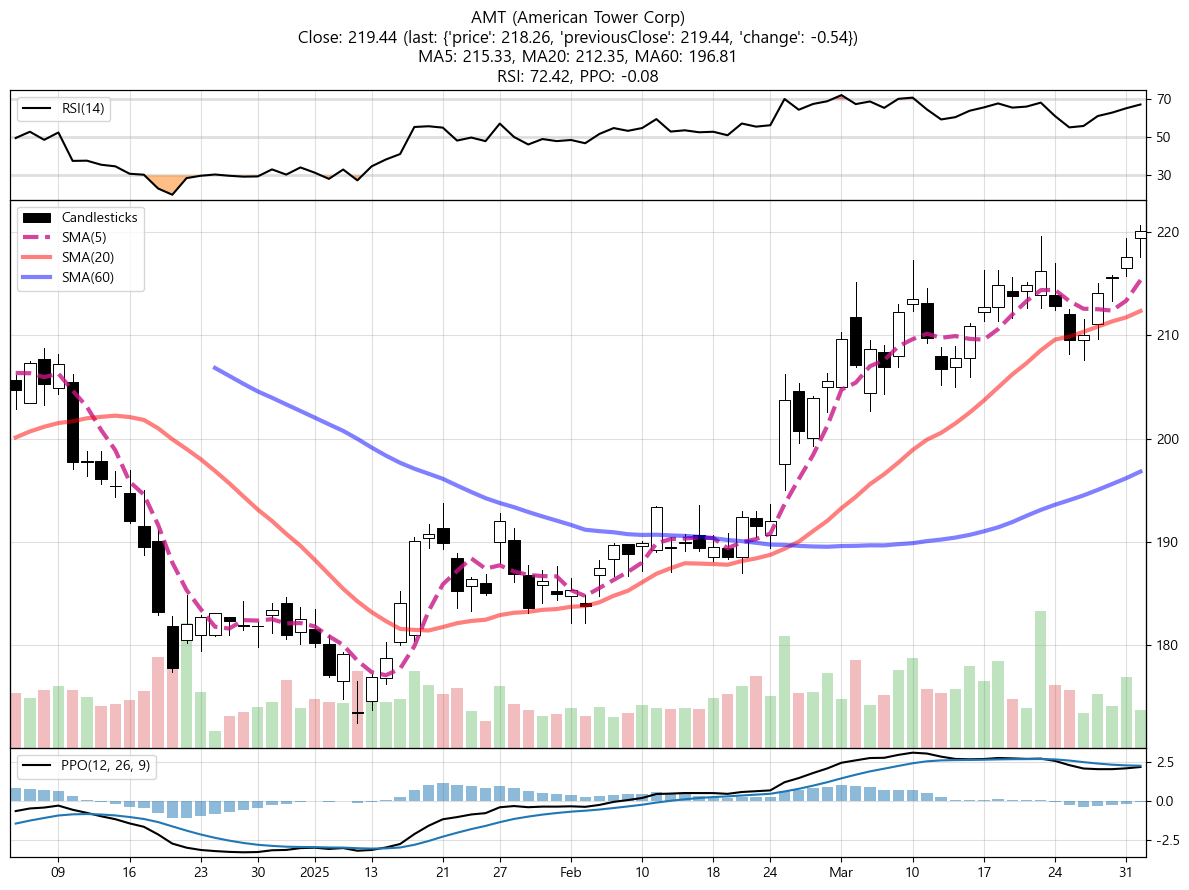 AMT (American Tower Corp)
Close: 219.44 (last: {'price': 218.26, 'previousClose': 219.44, 'change': -0.54})
MA5: 215.33, MA20: 212.35, MA60: 196.81
RSI: 72.42, PPO: -0.08
RSI(14)
70
50
30
Candlesticks
SMA(5)
SMA(20)
SMA(60)
220
210
200
190
180
PPO(12, 26, 9)
2.5
0.0
-2.5
09 16 23 30 2025 13 21 27 Feb 10 18 24 Mar 10 17 24 31